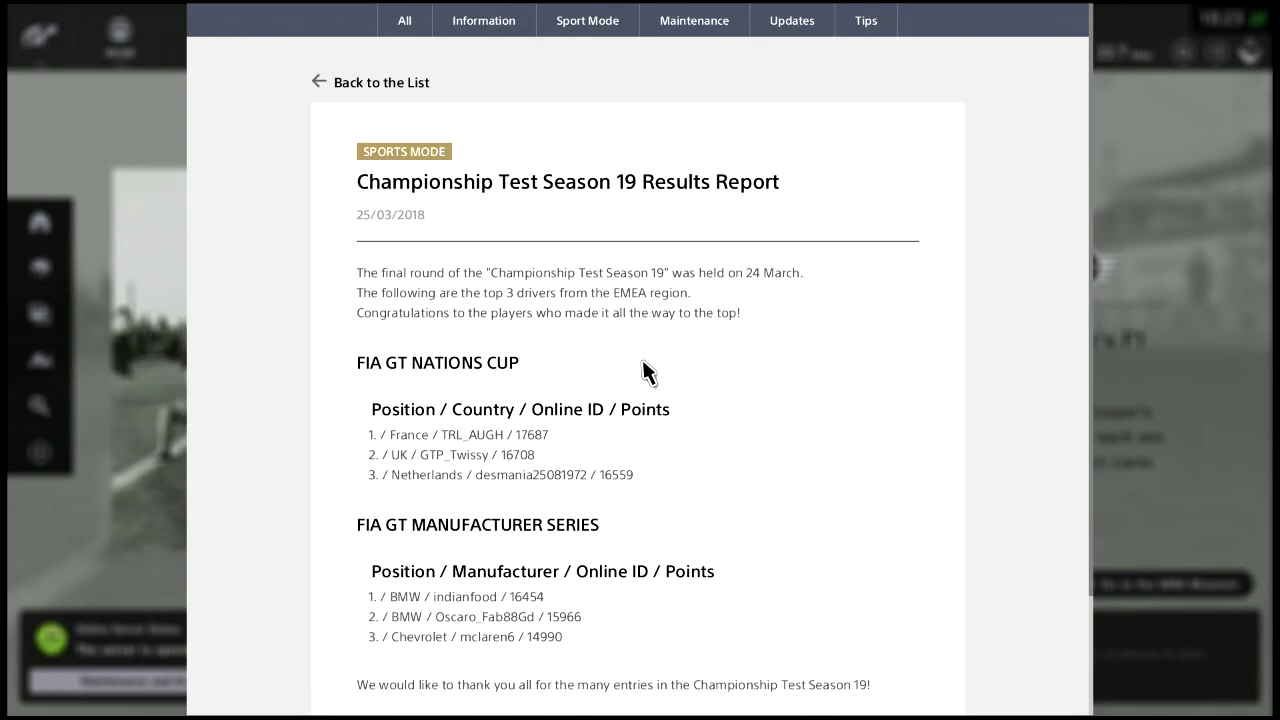 All
Information
Sport Mode
Maintenance
Updates
Tips
Back to the List
SPORTS MODE
Championship Test Season 19 Results Report
25/03/2018
The final round of the "Championship Test Season 19" was held on 24 March.
The following are the top 3 drivers from the EMEA region.
Congratulations to the players who made it all the way to the top!
FIA GT NATIONS CUP
Position / Country / Online ID / Points
1. / France / TRL_AUGH / 17687
2. / UK / GTP_Twissy / 16708
3. / Netherlands / desmania25081972 / 16559
FIA GT MANUFACTURER SERIES
Position / Manufacturer / Online ID / Points
1. / BMW / indianfood / 16454
2. / BMW / Oscaro_Fab88Gd / 15966
3. / Chevrolet / mclaren6 / 14990
We would like to thank you all for the many entries in the Championship Test Season 19!